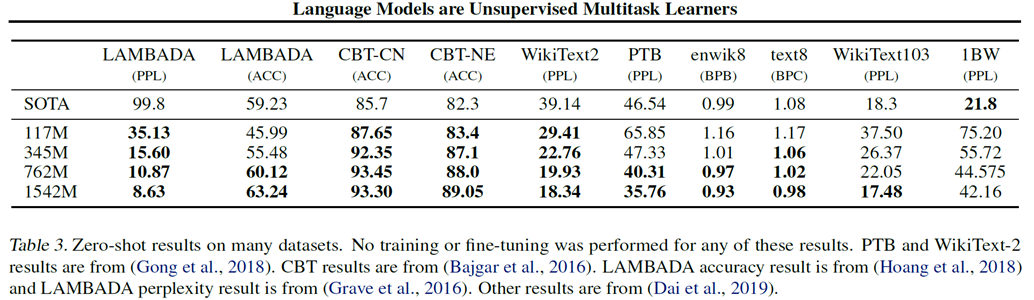 Language Models are Unsupervised Multitask Learners
LAMBADA LAMBADA CBT-CN CBT-NE WikiText2 PTB enwik8 text8 WikiText103 1BW
(PPL) (ACC) (ACC) (ACC) (PPL) (PPL) (BPB) (BPC) (PPL) (PPL)
SOTA 99.8 59.23 85.7 82.3 39.14 46.54 0.99 1.08 18.3 21.8
117M 35.13 45.99 87.65 83.4 29.41 65.85 1.16 1.17 37.50 75.20
345M 15.60 55.48 92.35 87.1 22.76 47.33 1.01 1.06 26.37 55.72
762M 10.87 60.12 93.45 88.0 19.93 40.31 0.97 1.02 22.05 44.575
1542M 8.63 63.24 93.30 89.05 18.34 35.76 0.93 0.98 17.48 42.16
Table 3. Zero-shot results on many datasets. No training or fine-tuning was performed for any of these results. PTB and WikiText-2
results are from (Gong et al., 2018). CBT results are from (Bajgar et al., 2016). LAMBADA accuracy result is from (Hoang et al., 2018)
and LAMBADA perplexity result is from (Grave et al., 2016). Other results are from (Dai et al., 2019).